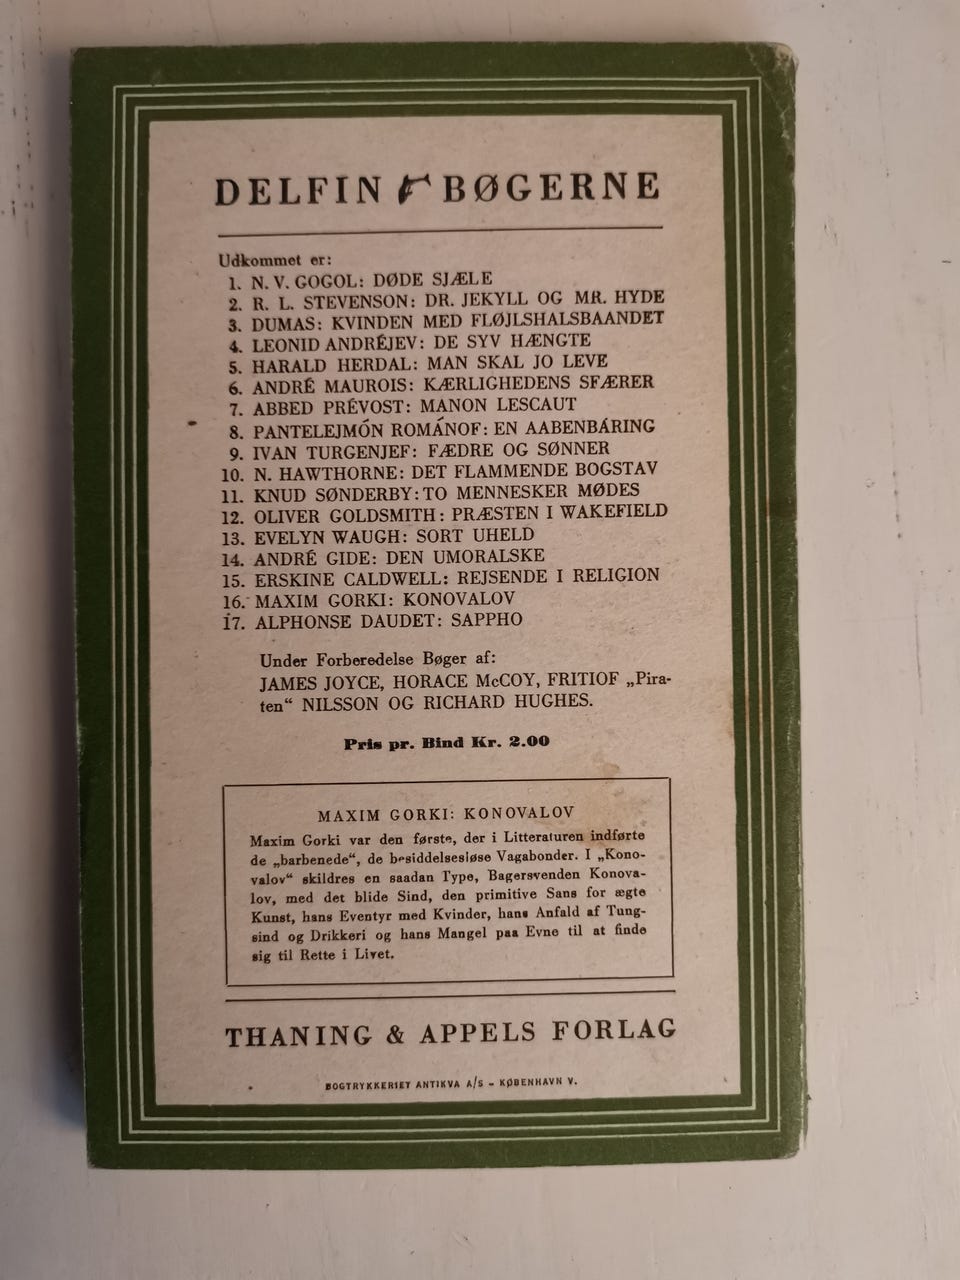 DELFIN BØGERNE
Udkommet er:
1. N. V. GOGOL: DØDE SJÆLE
2. R. L. STEVENSON: DR. JEKYLL OG MR. HYDE
3. DUMAS: KVINDEN MED FLØJLSHALSBAANDET
4. LEONID ANDRÉJEV: DE SYV HÆNGTE
5. HARALD HERDAL: MAN SKAL JO LEVE
6. ANDRÉ MAUROIS: KÆRLIGHEDENS SFÆRER
7. ABBED PRÉVOST: MANON LESCAUT
8. PANTELEJMÓN ROMÁNOF: EN AABENBÁRING
9. IVAN TURGENJEF: FÆDRE OG SØNNER
10. N. HAWTHORNE: DET FLAMMENDE BOGSTAV
11. KNUD SØNDERBY: TO MENNESKER MØDES
12. OLIVER GOLDSMITH: PRÆSTEN I WAKEFIELD
13. EVELYN WAUGH: SORT UHELD
14. ANDRÉ GIDE: DEN UMORALSKE
15. ERSKINE CALDWELL: REJSENDE I RELIGION
16. MAXIM GORKI: KONOVALOV
17. ALPHONSE DAUDET: SAPPHO
Under Forberedelse Bøger af:
JAMES JOYCE, HORACE McCOY, FRITIOF „Pira-
ten“ NILSSON OG RICHARD HUGHES.
Pris pr. Bind Kr. 2.00
MAXIM GORKI: KONOVALOV
Maxim Gorki var den første, der i Litteraturen indførte
de „barbenede“, de besiddelsesløse Vagabonder. I „Kono-
valov“ skildres en saadan Type, Bagersvenden Konova-
lov, med det blide Sind, den primitive Sans for ægte
Kunst, hans Eventyr med Kvinder, hans Anfald af Tung-
sind og Drikkeri og hans Mangel paa Evne til at finde
sig til Rette i Livet.
THANING & APPELS FORLAG
BOGTRYKKERIET ANTIKVA A/S - KØBENHAVN V.